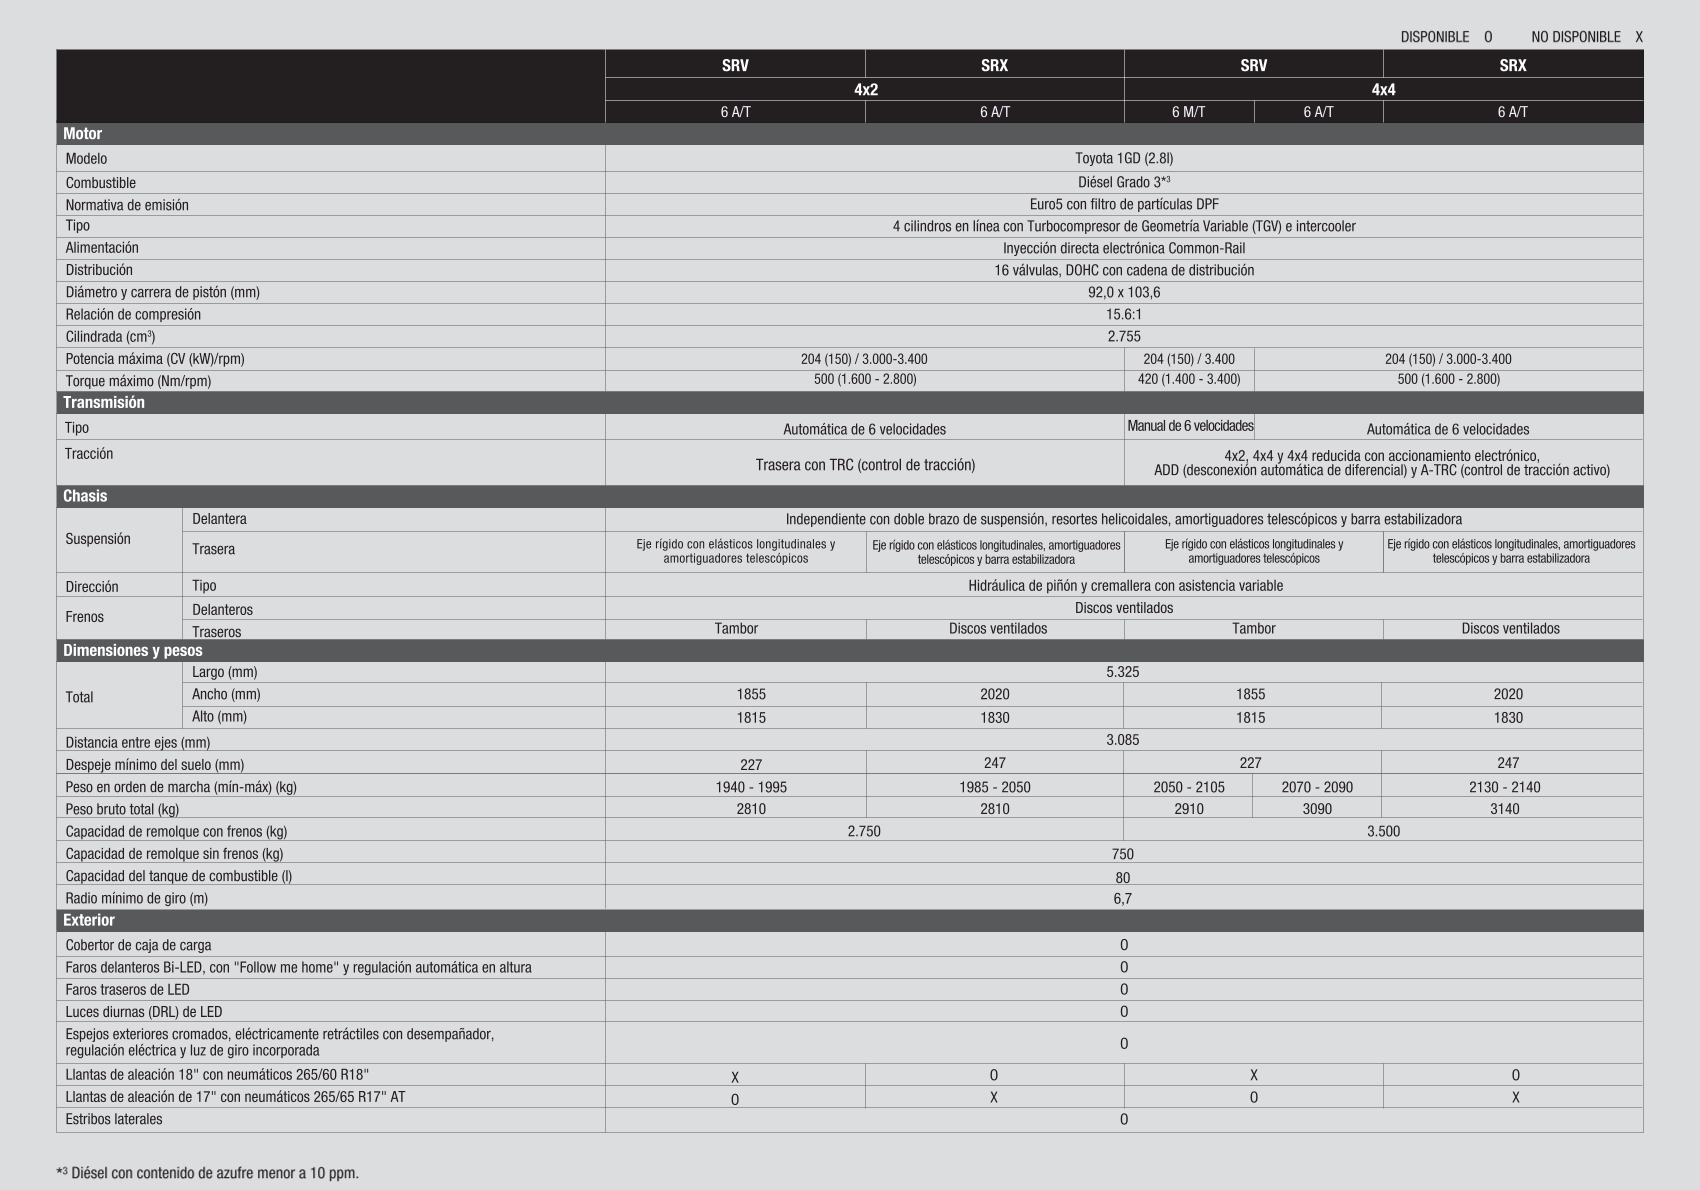 DISPONIBLE O NO DISPONIBLE X
SRV SRX SRV SRX
4x2 4x4
6 A/T 6 A/T 6 M/T 6 A/T 6 A/T
Motor
Modelo Toyota 1GD (2.8l)
Combustible Diésel Grado 3*³
Normativa de emisión Euro5 con filtro de partículas DPF
Tipo 4 cilindros en línea con Turbocompresor de Geometría Variable (TGV) e intercooler
Alimentación Inyección directa electrónica Common-Rail
Distribución 16 válvulas, DOHC con cadena de distribución
Diámetro y carrera de pistón (mm) 92,0 x 103,6
Relación de compresión 15.6:1
Cilindrada (cm³) 2.755
Potencia máxima (CV (kW)/rpm) 204 (150) / 3.000-3.400 204 (150) / 3.400 204 (150) / 3.000-3.400
Torque máximo (Nm/rpm) 500 (1.600 - 2.800) 420 (1.400 - 3.400) 500 (1.600 - 2.800)
Transmisión
Tipo Automática de 6 velocidades Manual de 6 velocidades Automática de 6 velocidades
Tracción Trasera con TRC (control de tracción) 4x2, 4x4 y 4x4 reducida con accionamiento electrónico,
ADD (desconexión automática de diferencial) y A-TRC (control de tracción activo)
Chasis
Suspensión Delantera Independiente con doble brazo de suspensión, resortes helicoidales, amortiguadores telescópicos y barra estabilizadora
Trasera Eje rígido con elásticos longitudinales y Eje rígido con elásticos longitudinales, amortiguadores Eje rígido con elásticos longitudinales y Eje rígido con elásticos longitudinales, amortiguadores
amortiguadores telescópicos telescópicos y barra estabilizadora amortiguadores telescópicos telescópicos y barra estabilizadora
Dirección Tipo Hidráulica de piñón y cremallera con asistencia variable
Frenos Delanteros Discos ventilados
Traseros Tambor Discos ventilados Tambor Discos ventilados
Dimensiones y pesos
Total Largo (mm) 5.325
Ancho (mm) 1855 2020 1855 2020
Alto (mm) 1815 1830 1815 1830
Distancia entre ejes (mm) 3.085
Despeje mínimo del suelo (mm) 227 247 227 247
Peso en orden de marcha (mín-máx) (kg) 1940 - 1995 1985 - 2050 2050 - 2105 2070 - 2090 2130 - 2140
Peso bruto total (kg) 2810 2810 2910 3090 3140
Capacidad de remolque con frenos (kg) 2.750 3.500
Capacidad de remolque sin frenos (kg) 750
Capacidad del tanque de combustible (l) 80
Radio mínimo de giro (m) 6,7
Exterior
Cobertor de caja de carga O
Faros delanteros Bi-LED, con "Follow me home" y regulación automática en altura O
Faros traseros de LED O
Luces diurnas (DRL) de LED O
Espejos exteriores cromados, eléctricamente retráctiles con desempañador,
regulación eléctrica y luz de giro incorporada O
Llantas de aleación 18" con neumáticos 265/60 R18" X O X O
Llantas de aleación de 17" con neumáticos 265/65 R17" AT O X O X
Estribos laterales O
*³ Diésel con contenido de azufre menor a 10 ppm.